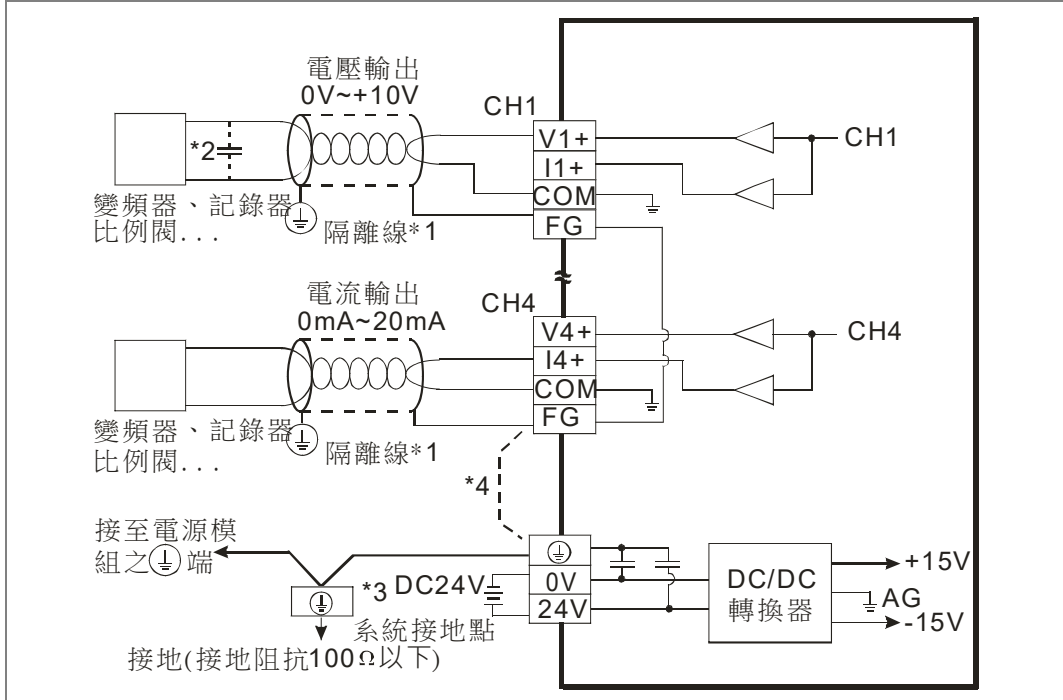 電壓輸出
0V~+10V
CH1
*2
V1+
I1+
COM
FG
CH1
變頻器、記錄器
比例閥...
隔離線*1
電流輸出
0mA~20mA
CH4
V4+
I4+
COM
FG
CH4
變頻器、記錄器
比例閥...
隔離線*1
*4
接至電源模
組之 端
*3
DC24V
0V
24V
系統接地點
接地(接地阻抗100Ω以下)
DC/DC
轉換器
+15V
AG
-15V